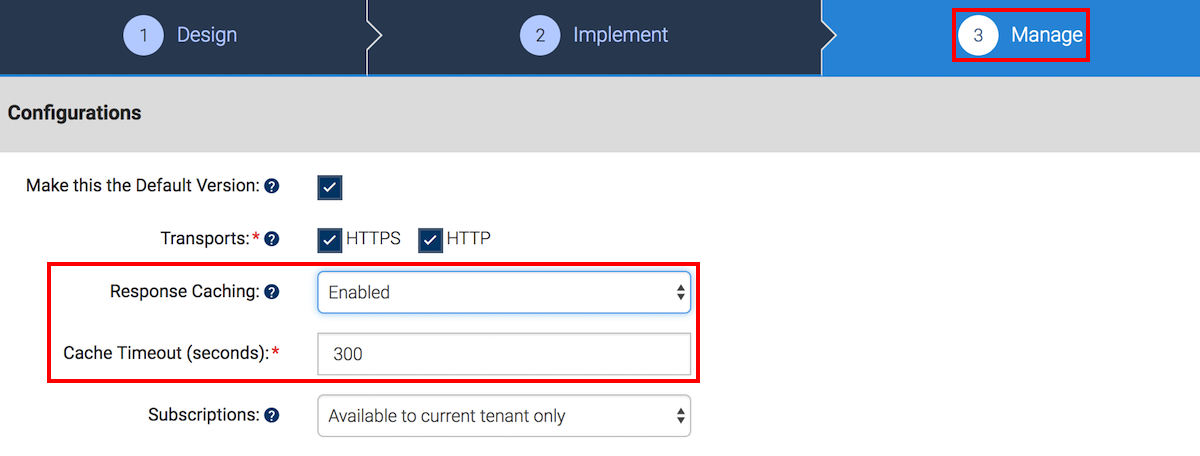 1 Design 2 Implement 3 Manage
Configurations
Make this the Default Version: ?
Transports:* ? HTTPS HTTP
Response Caching: ? Enabled
Cache Timeout (seconds):* 300
Subscriptions: ? Available to current tenant only